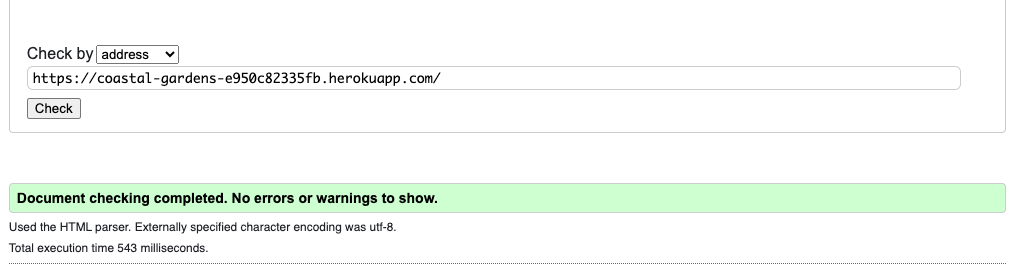 Check by address
https://coastal-gardens-e950c82335fb.herokuapp.com/
Check
Document checking completed. No errors or warnings to show.
Used the HTML parser. Externally specified character encoding was utf-8.
Total execution time 543 milliseconds.